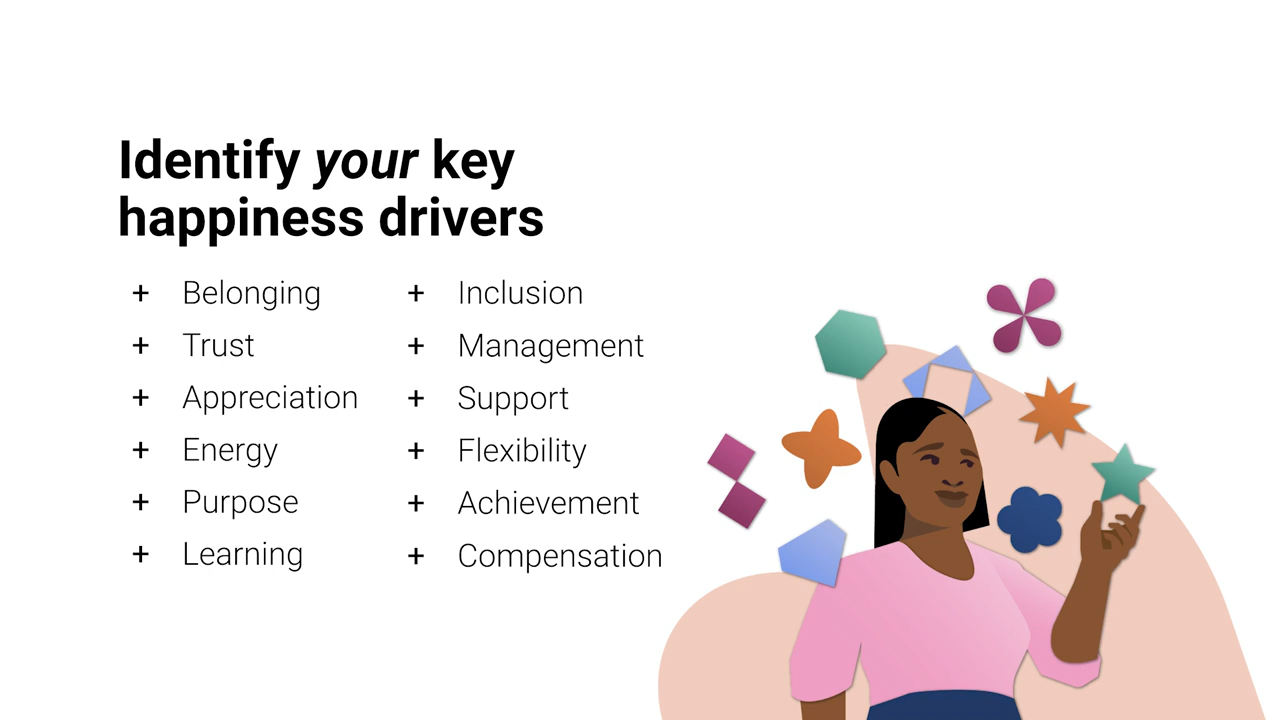 Identify your key
happiness drivers
+ Belonging
+ Trust
+ Appreciation
+ Energy
+ Purpose
+ Learning
+ Inclusion
+ Management
+ Support
+ Flexibility
+ Achievement
+ Compensation